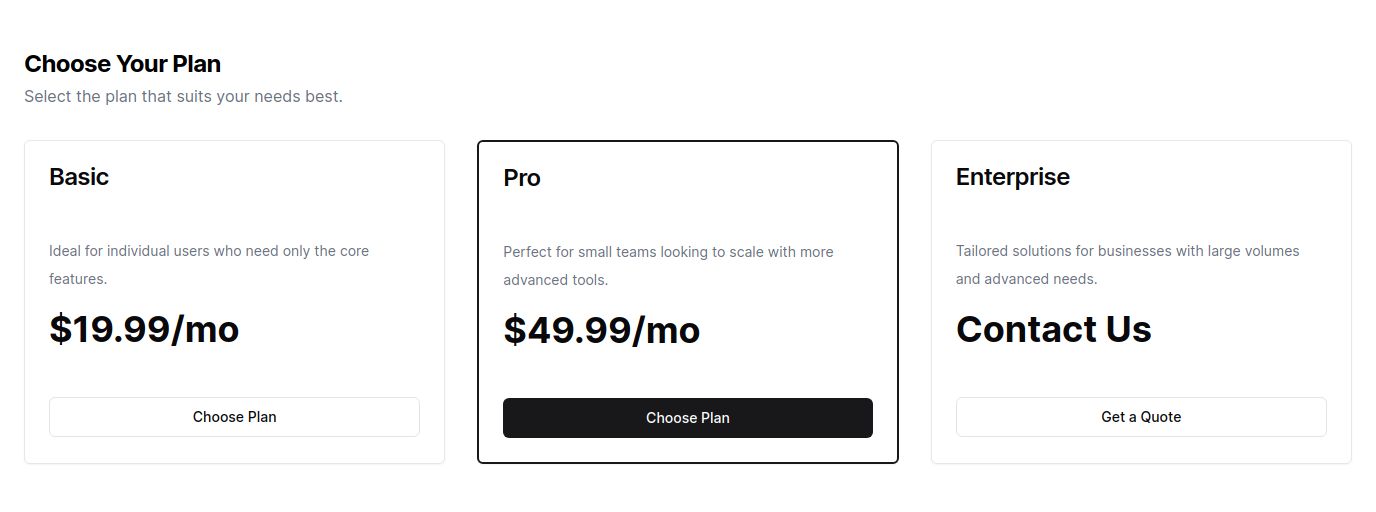 Choose Your Plan
Select the plan that suits your needs best.
Basic
Ideal for individual users who need only the core
features.
$19.99/mo
Choose Plan
Pro
Perfect for small teams looking to scale with more
advanced tools.
$49.99/mo
Choose Plan
Enterprise
Tailored solutions for businesses with large volumes
and advanced needs.
Contact Us
Get a Quote